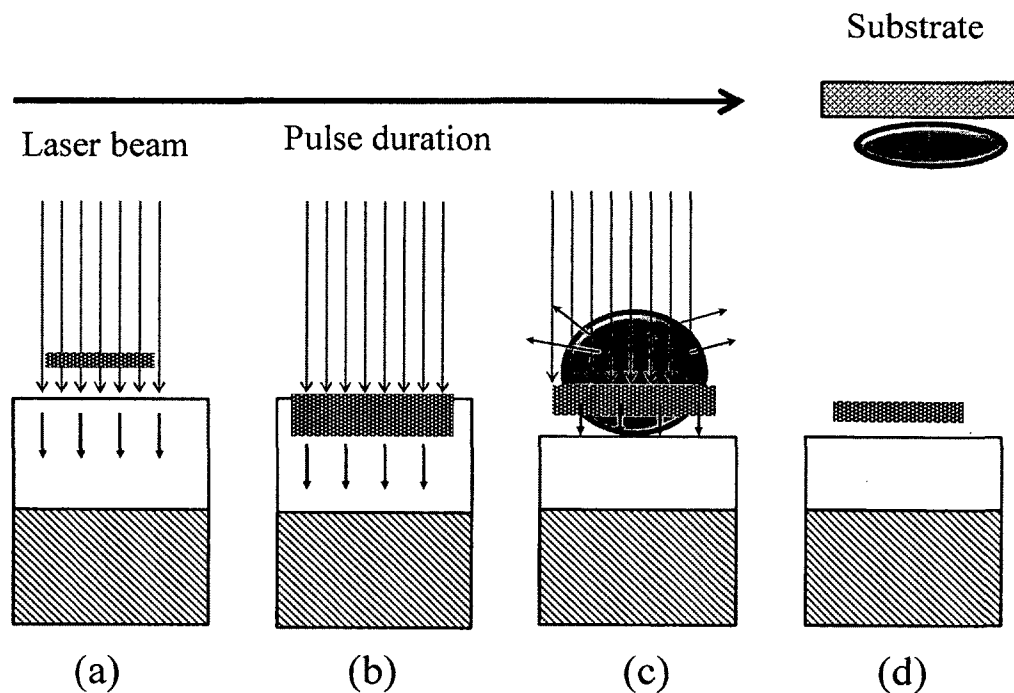 Substrate
Laser beam
Pulse duration
(a)
(b)
(c)
(d)